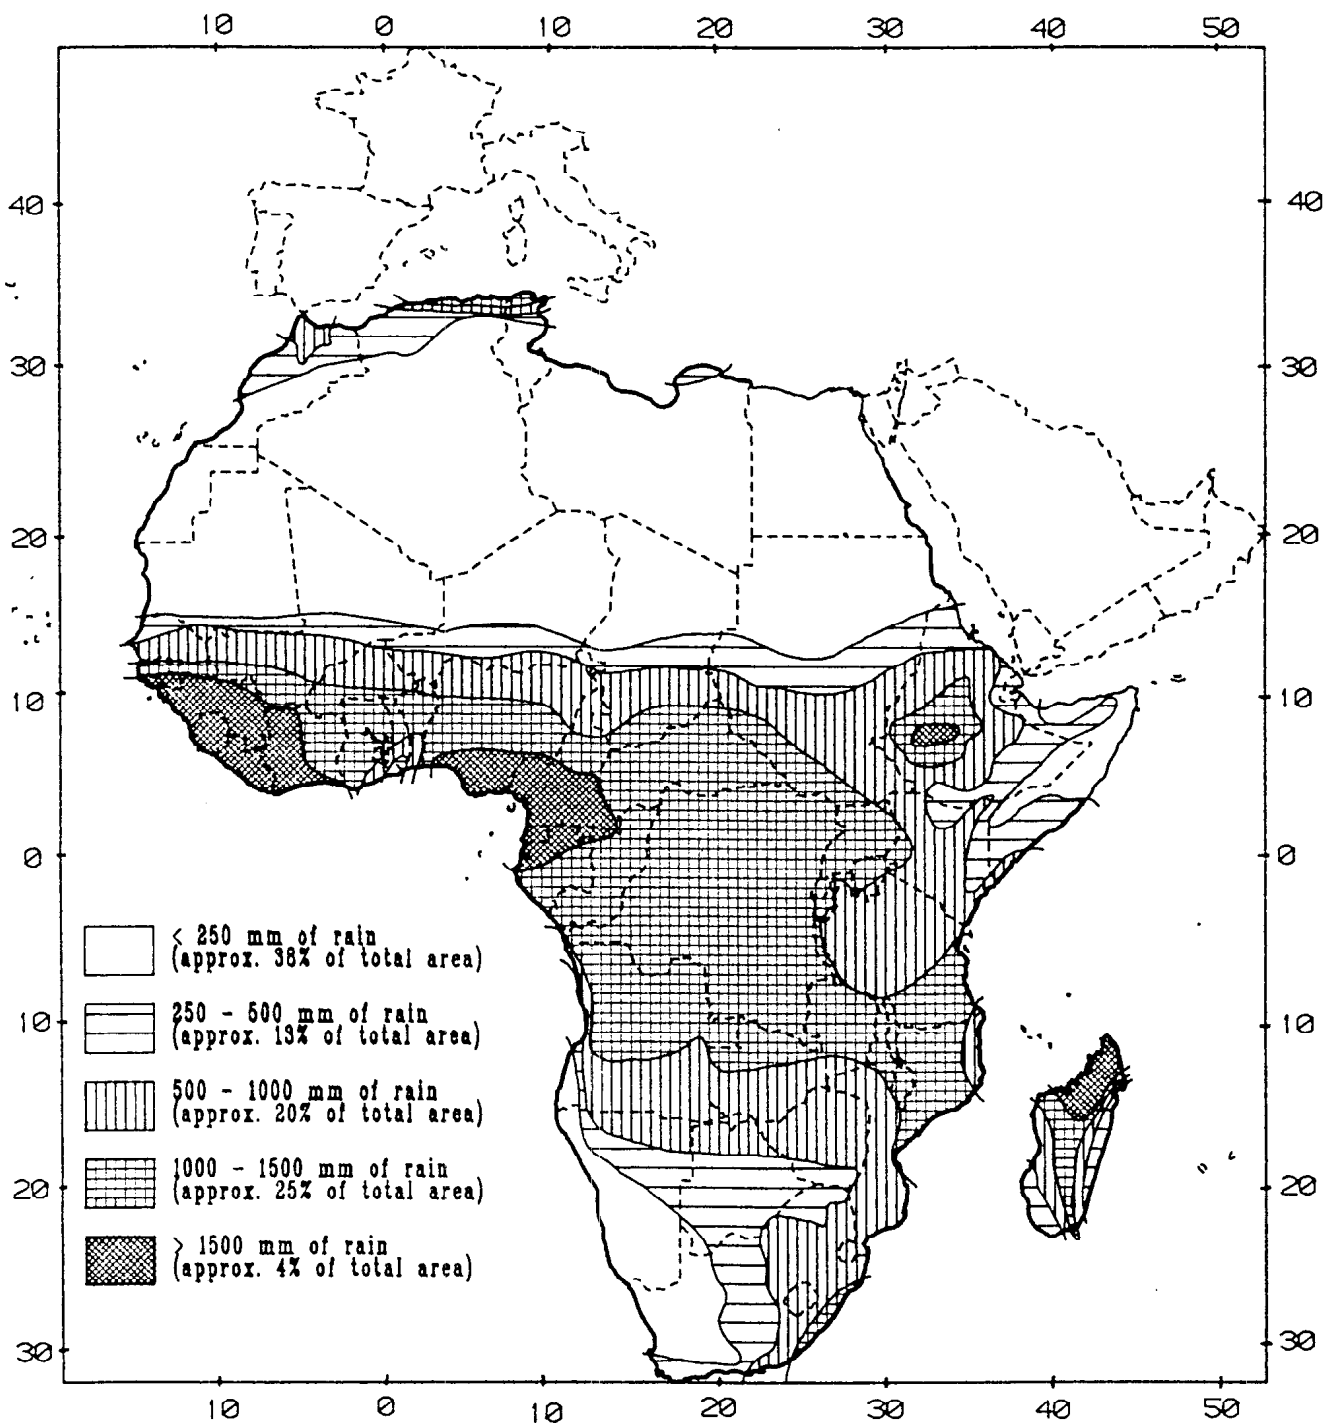 10 0 10 20 30 40 50
40 40
30 30
20 20
10 10
0 0
< 250 mm of rain
(approx. 38% of total area)
250 - 500 mm of rain
(approx. 13% of total area)
500 - 1000 mm of rain
(approx. 20% of total area)
1000 - 1500 mm of rain
(approx. 25% of total area)
> 1500 mm of rain
(approx. 4% of total area)
10 10
20 20
30 30
10 0 10 20 30 40 50